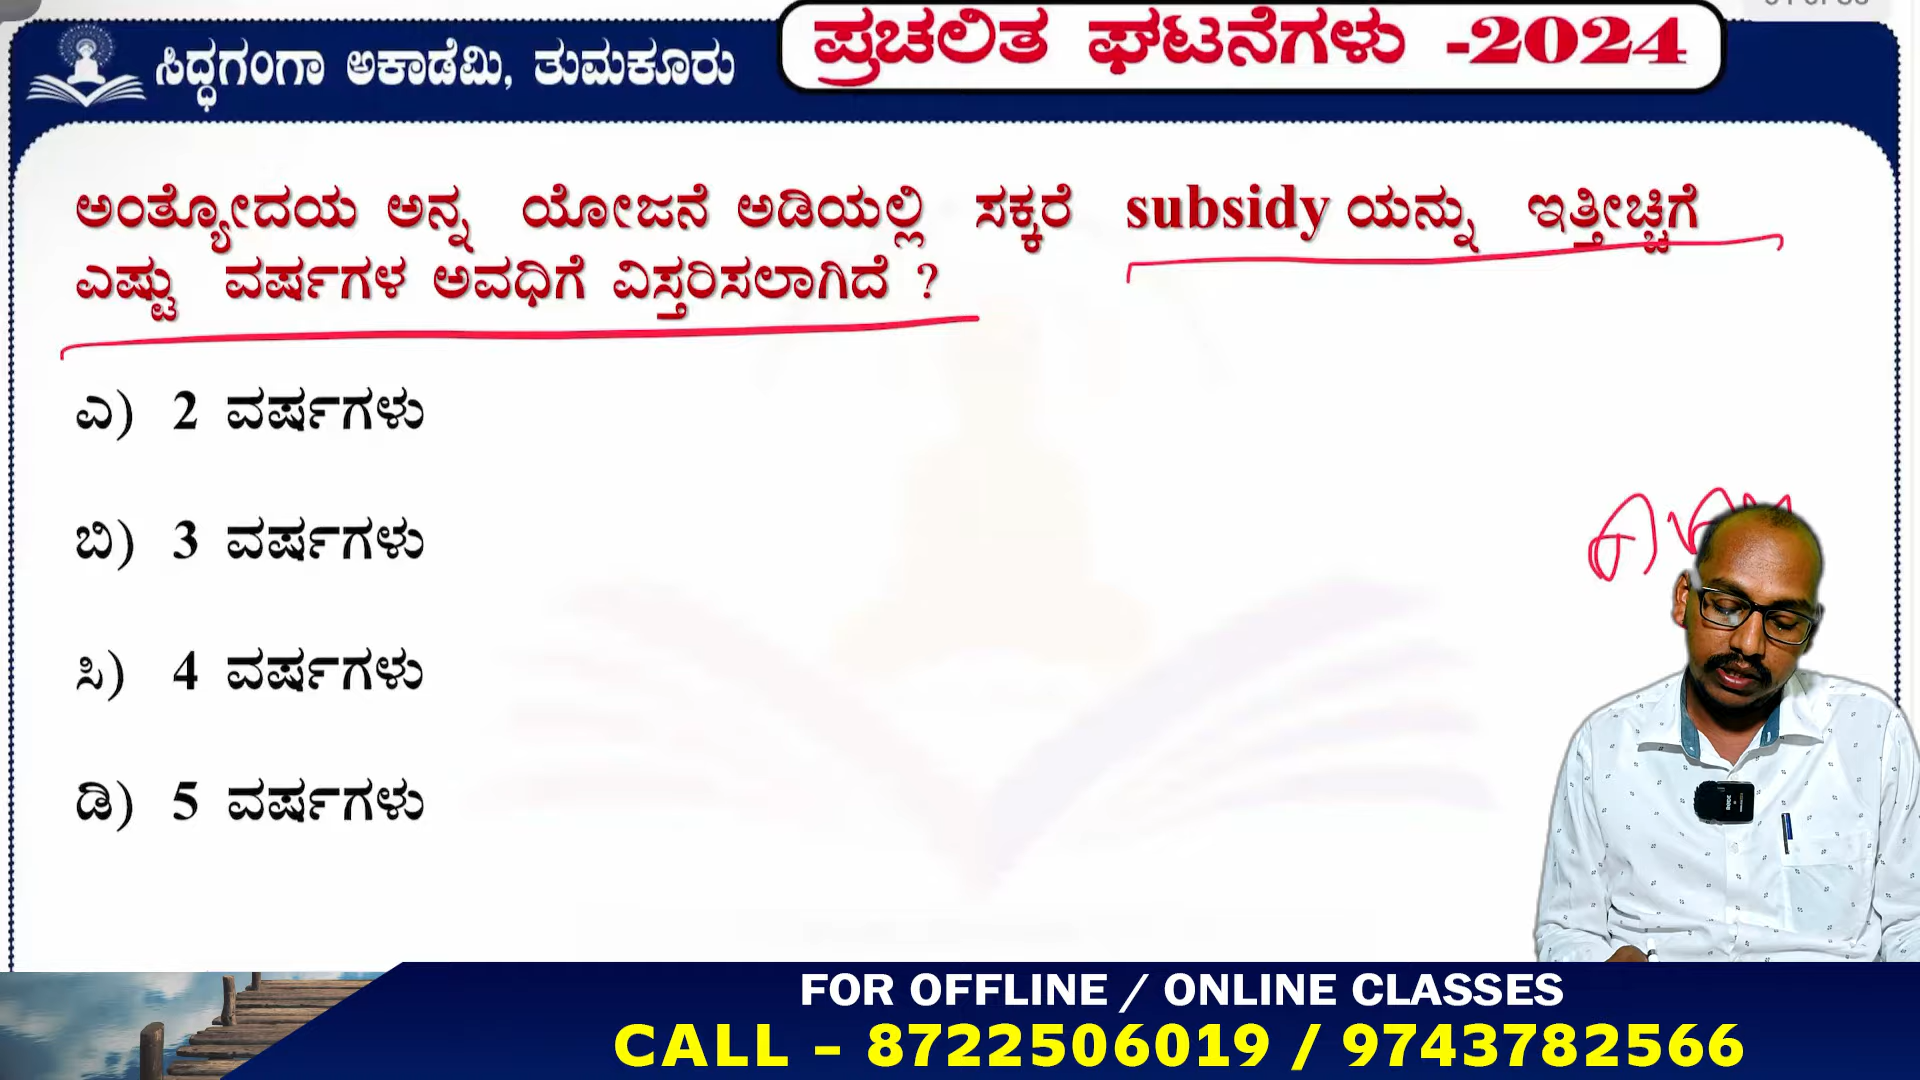 ಸಿದ್ಧಗಂಗಾ ಅಕಾಡೆಮಿ, ತುಮಕೂರು
ಪ್ರಚಲಿತ ಘಟನೆಗಳು -2024
ಅಂತ್ಯೋದಯ ಅನ್ನ ಯೋಜನೆ ಅಡಿಯಲ್ಲಿ ಸಕ್ಕರೆ subsidy ಯನ್ನು ಇತ್ತೀಚ್ಚಿಗೆ
ಎಷ್ಟು ವರ್ಷಗಳ ಅವಧಿಗೆ ವಿಸ್ತರಿಸಲಾಗಿದೆ ?
ಎ) 2 ವರ್ಷಗಳು
ಬಿ) 3 ವರ್ಷಗಳು
ಸಿ) 4 ವರ್ಷಗಳು
ಡಿ) 5 ವರ್ಷಗಳು
FOR OFFLINE / ONLINE CLASSES
CALL – 8722506019 / 9743782566